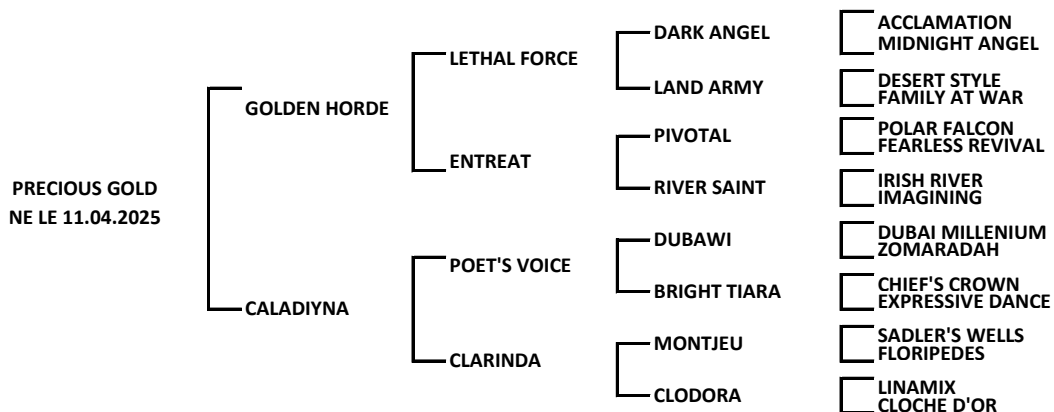 PRECIOUS GOLD
NE LE 11.04.2025
GOLDEN HORDE
CALADIYNA
LETHAL FORCE
ENTREAT
POET'S VOICE
CLARINDA
DARK ANGEL
LAND ARMY
PIVOTAL
RIVER SAINT
DUBAWI
BRIGHT TIARA
MONTJEU
CLODORA
ACCLAMATION
MIDNIGHT ANGEL
DESERT STYLE
FAMILY AT WAR
POLAR FALCON
FEARLESS REVIVAL
IRISH RIVER
IMAGINING
DUBAI MILLENIUM
ZOMARADAH
CHIEF'S CROWN
EXPRESSIVE DANCE
SADLER'S WELLS
FLORIPEDES
LINAMIX
CLOCHE D'OR